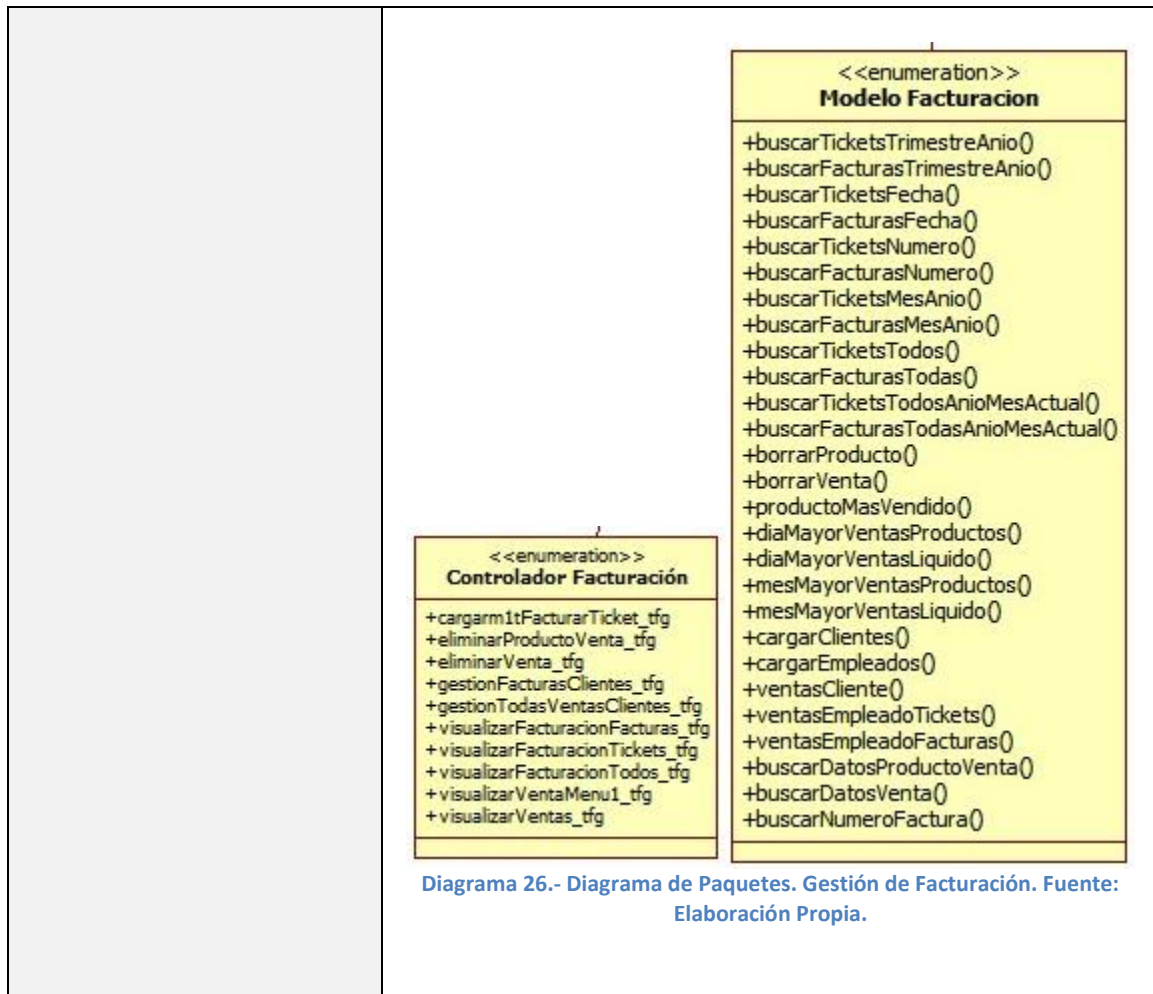 <<enumeration>>
Modelo Facturacion
+buscarTicketsTrimestreAnio()
+buscarFacturasTrimestreAnio()
+buscarTicketsFecha()
+buscarFacturasFecha()
+buscarTicketsNumero()
+buscarFacturasNumero()
+buscarTicketsMesAnio()
+buscarFacturasMesAnio()
+buscarTicketsTodos()
+buscarFacturasTodas()
+buscarTicketsTodosAnioMesActual()
+buscarFacturasTodasAnioMesActual()
+borrarProducto()
+borrarVenta()
+productoMasVendido()
+diaMayorVentasProductos()
+diaMayorVentasLiquido()
+mesMayorVentasProductos()
+mesMayorVentasLiquido()
+cargarClientes()
+cargarEmpleados()
+ventasCliente()
+ventasEmpleadoTickets()
+ventasEmpleadoFacturas()
+buscarDatosProductoVenta()
+buscarDatosVenta()
+buscarNumeroFactura()
<<enumeration>>
Controlador Facturación
+cargarm1tFacturarTicket_tfg
+eliminarProductoVenta_tfg
+eliminarVenta_tfg
+gestionFacturasClientes_tfg
+gestionTodasVentasClientes_tfg
+visualizarFacturacionFacturas_tfg
+visualizarFacturacionTickets_tfg
+visualizarFacturacionTodos_tfg
+visualizarVentaMenu1_tfg
+visualizarVentas_tfg
Diagrama 26.- Diagrama de Paquetes. Gestión de Facturación. Fuente:
Elaboración Propia.